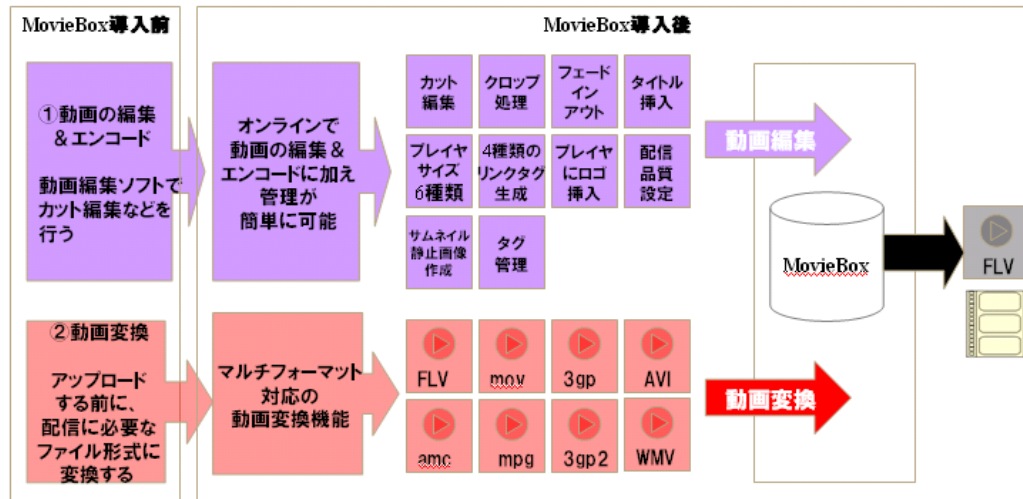 MovieBox導入前
MovieBox導入後
①動画の編集
＆エンコード
動画編集ソフトで
カット編集などを
行う
オンラインで
動画の編集＆
エンコードに加え
管理が
簡単に可能
カット
編集
クロップ
処理
フェード
イン
アウト
タイトル
挿入
プレイヤ
サイズ
6種類
4種類の
リンクタグ
生成
プレイヤ
にロゴ
挿入
配信
品質
設定
サムネイル
静止画像
作成
タグ
管理
動画編集
MovieBox
FLV
②動画変換
アップロード
する前に、
配信に必要な
ファイル形式に
変換する
マルチフォーマット
対応の
動画変換機能
FLV
mov
3gp
AVI
amc
mpg
3gp2
WMV
動画変換